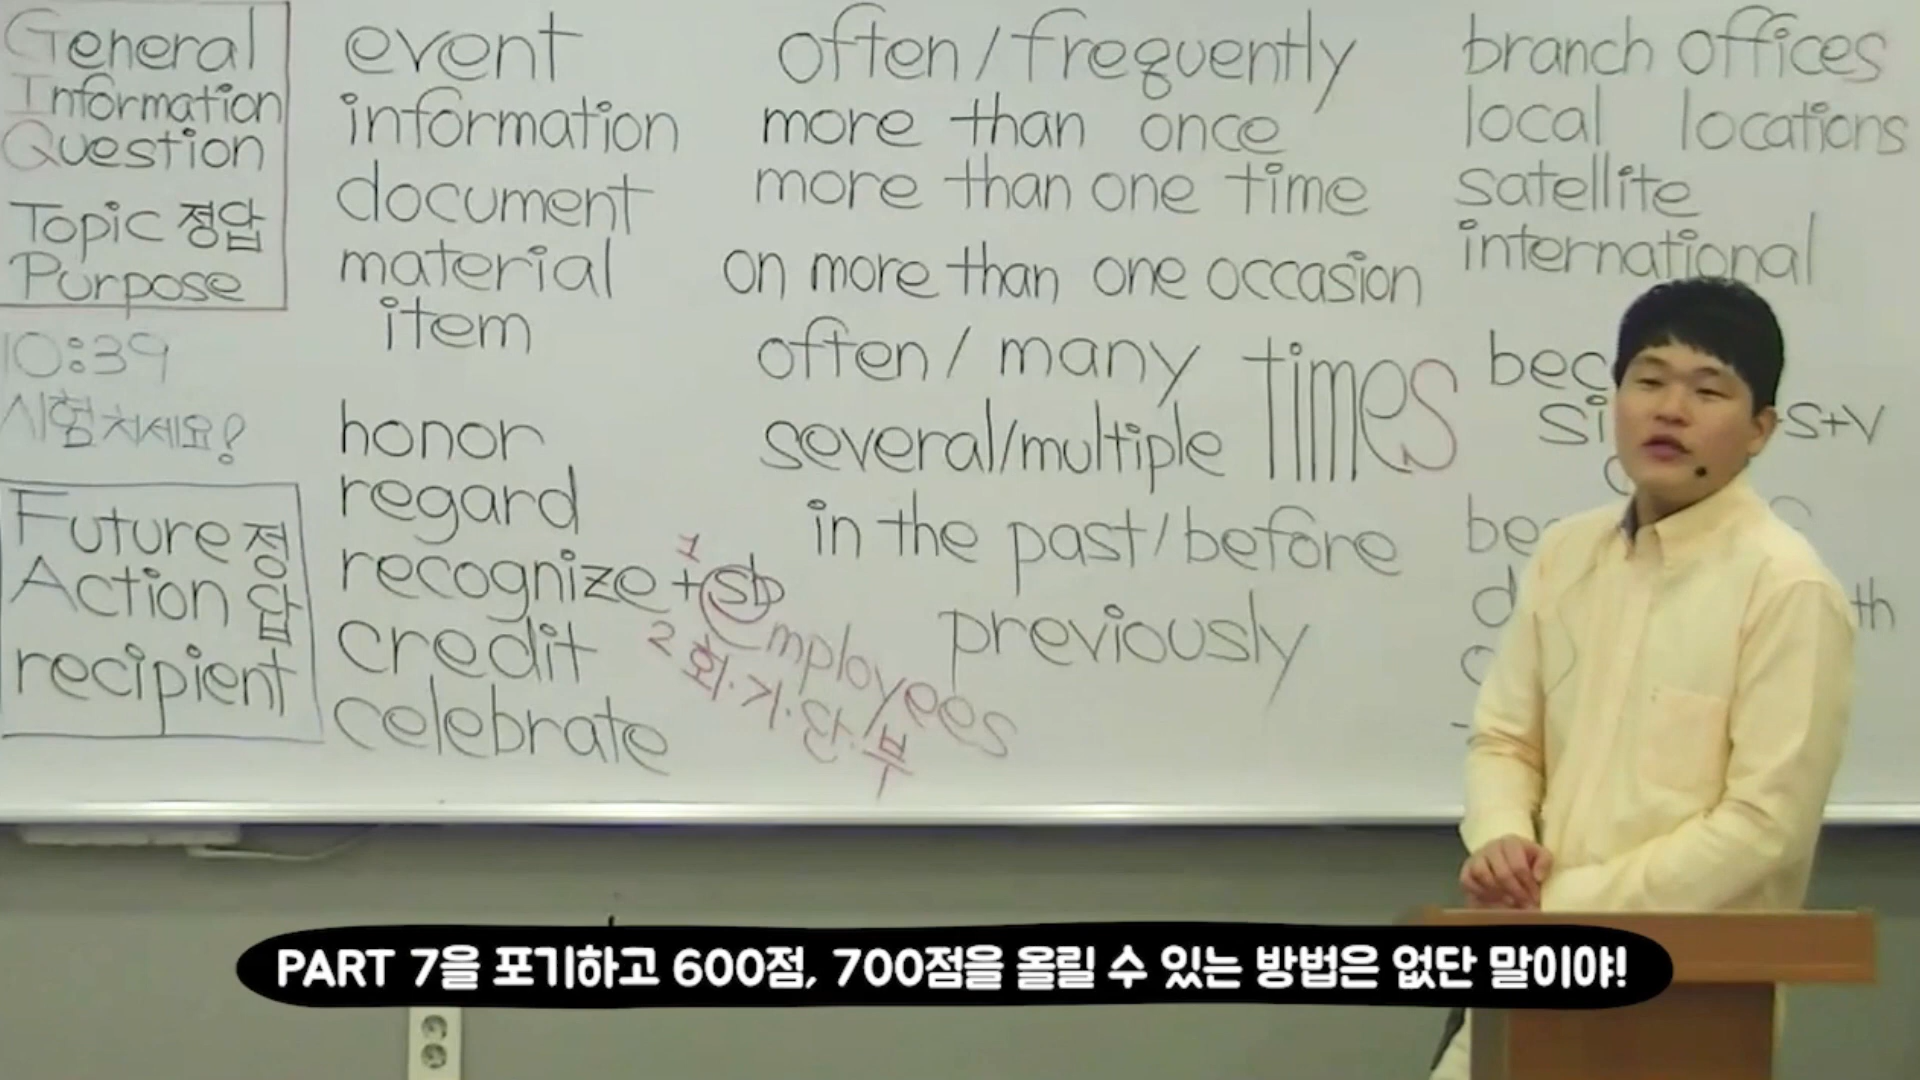 General
Information
Question
Topic 정답
Purpose
10:39
시험치세요!
Future 정
Action 답
recipient
event
information
document
material
item
honor
regard
recognize + sb
1
employees
2 회·기·단·부
credit
celebrate
often / frequently
more than once
more than one time
on more than one occasion
often / many times
several/multiple
in the past/before
previously
branch offices
local locations
satellite
international
S+V
PART 7을 포기하고 600점, 700점을 올릴 수 있는 방법은 없단 말이야!